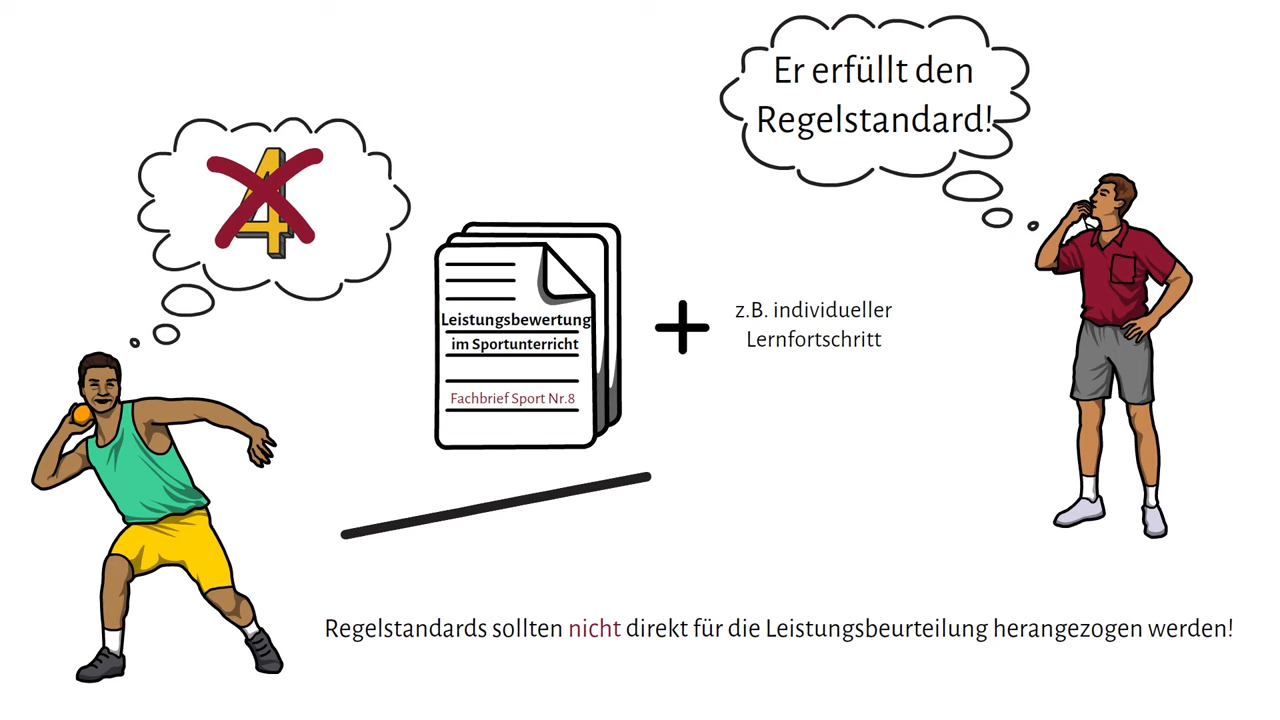 Er erfüllt den
Regelstandard!
4
Leistungsbewertung
im Sportunterricht
Fachbrief Sport Nr.8
z.B. individueller
Lernfortschritt
Regelstandards sollten nicht direkt für die Leistungsbeurteilung herangezogen werden!